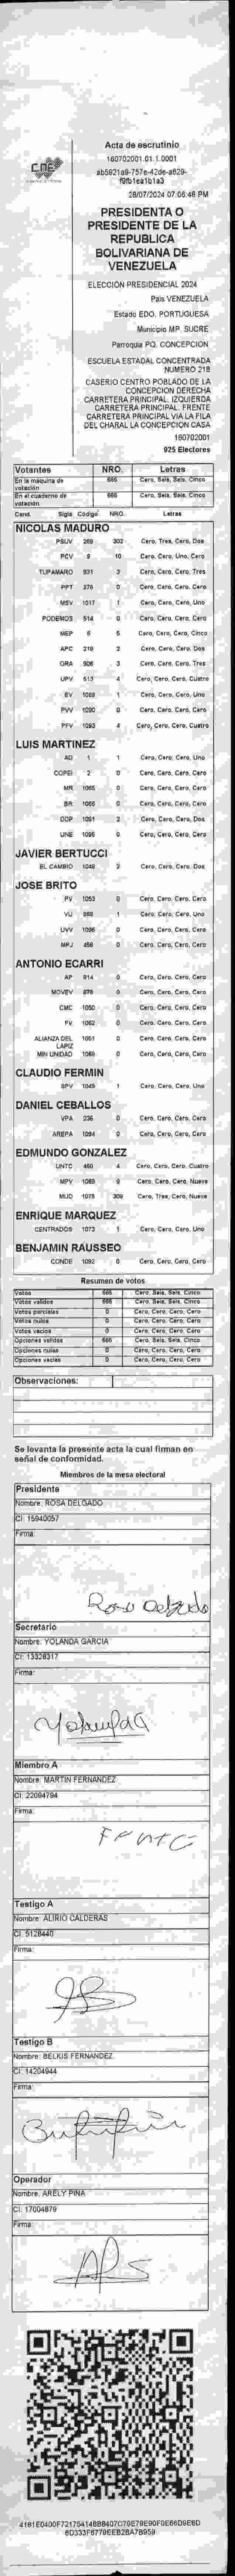 CNE
Acta de escrutinio
160702001.01.1.0001
ab5921a9-757e-42de-a829-
f9fb1ea1b1a3
28/07/2024 07:06:48 PM
PRESIDENTA O
PRESIDENTE DE LA
REPUBLICA
BOLIVARIANA DE
VENEZUELA
ELECCIÓN PRESIDENCIAL 2024
País VENEZUELA
Estado EDO. PORTUGUESA
Municipio MP. SUCRE
Parroquia PQ. CONCEPCION
ESCUELA ESTADAL CONCENTRADA
NUMERO 218
CASERIO CENTRO POBLADO DE LA
CONCEPCION DERECHA
CARRETERA PRINCIPAL. IZQUIERDA
CARRETERA PRINCIPAL. FRENTE
CARRETERA PRINCIPAL VIA LA FILA
DEL CHARAL LA CONCEPCION CASA
160702001
925 Electores
Votantes NRO. Letras
En la máquina de votación 665 Cero, Seis, Seis, Cinco
En el cuaderno de votación 665 Cero, Seis, Seis, Cinco
Cand. Sigla Código NRO. Letras
NICOLAS MADURO
PSUV 269 302 Cero, Tres, Cero, Dos
PCV 9 10 Cero, Cero, Uno, Cero
TUPAMARO 931 3 Cero, Cero, Cero, Tres
PPT 276 0 Cero, Cero, Cero, Cero
MSV 1017 1 Cero, Cero, Cero, Uno
PODEMOS 514 0 Cero, Cero, Cero, Cero
MEP 6 5 Cero, Cero, Cero, Cinco
APC 219 2 Cero, Cero, Cero, Dos
ORA 906 3 Cero, Cero, Cero, Tres
UPV 513 4 Cero, Cero, Cero, Cuatro
EV 1089 1 Cero, Cero, Cero, Uno
PVV 1090 0 Cero, Cero, Cero, Cero
PFV 1093 4 Cero, Cero, Cero, Cuatro
LUIS MARTINEZ
AD 1 1 Cero, Cero, Cero, Uno
COPEI 2 0 Cero, Cero, Cero, Cero
MR 1065 0 Cero, Cero, Cero, Cero
BR 1066 0 Cero, Cero, Cero, Cero
DDP 1091 2 Cero, Cero, Cero, Dos
UNE 1096 0 Cero, Cero, Cero, Cero
JAVIER BERTUCCI
EL CAMBIO 1049 2 Cero, Cero, Cero, Dos
JOSE BRITO
PV 1053 0 Cero, Cero, Cero, Cero
VU 968 1 Cero, Cero, Cero, Uno
UVV 1098 0 Cero, Cero, Cero, Cero
MPJ 458 0 Cero, Cero, Cero, Cero
ANTONIO ECARRI
AP 914 0 Cero, Cero, Cero, Cero
MOVEV 978 0 Cero, Cero, Cero, Cero
CMC 1050 0 Cero, Cero, Cero, Cero
FV 1052 0 Cero, Cero, Cero, Cero
ALIANZA DEL LAPIZ 1061 0 Cero, Cero, Cero, Cero
MIN UNIDAD 1068 0 Cero, Cero, Cero, Cero
CLAUDIO FERMIN
SPV 1049 1 Cero, Cero, Cero, Uno
DANIEL CEBALLOS
VPA 236 0 Cero, Cero, Cero, Cero
AREPA 1094 0 Cero, Cero, Cero, Cero
EDMUNDO GONZALEZ
UNTC 460 4 Cero, Cero, Cero, Cuatro
MPV 1069 9 Cero, Cero, Cero, Nueve
MUD 1078 309 Cero, Tres, Cero, Nueve
ENRIQUE MARQUEZ
CENTRADOS 1073 1 Cero, Cero, Cero, Uno
BENJAMIN RAUSSEO
CONDE 1092 0 Cero, Cero, Cero, Cero
Resumen de votos
Votos 665 Cero, Seis, Seis, Cinco
Votos válidos 665 Cero, Seis, Seis, Cinco
Votos parciales 0 Cero, Cero, Cero, Cero
Votos nulos 0 Cero, Cero, Cero, Cero
Votos vacíos 0 Cero, Cero, Cero, Cero
Opciones válidas 665 Cero, Seis, Seis, Cinco
Opciones nulas 0 Cero, Cero, Cero, Cero
Opciones vacías 0 Cero, Cero, Cero, Cero
Observaciones:
Se levanta la presente acta la cual firman en
señal de conformidad.
Miembros de la mesa electoral
Presidente
Nombre: ROSA DELGADO
CI: 15940057
Firma:
Rosa Delgado
Secretario
Nombre: YOLANDA GARCIA
CI: 13328317
Firma:
Yolanda
Miembro A
Nombre: MARTIN FERNANDEZ
CI: 22094794
Firma:
Testigo A
Nombre: ALIRIO CALDERAS
CI: 5128440
Firma:
Testigo B
Nombre: BELKIS FERNANDEZ
CI: 14204944
Firma:
Operador
Nombre: ARELY PIÑA
CI: 17004879
Firma:
4181E0400F721754148B8407C79E79E90F0E66D9E6D
6D333F6779EEB2BA7B959